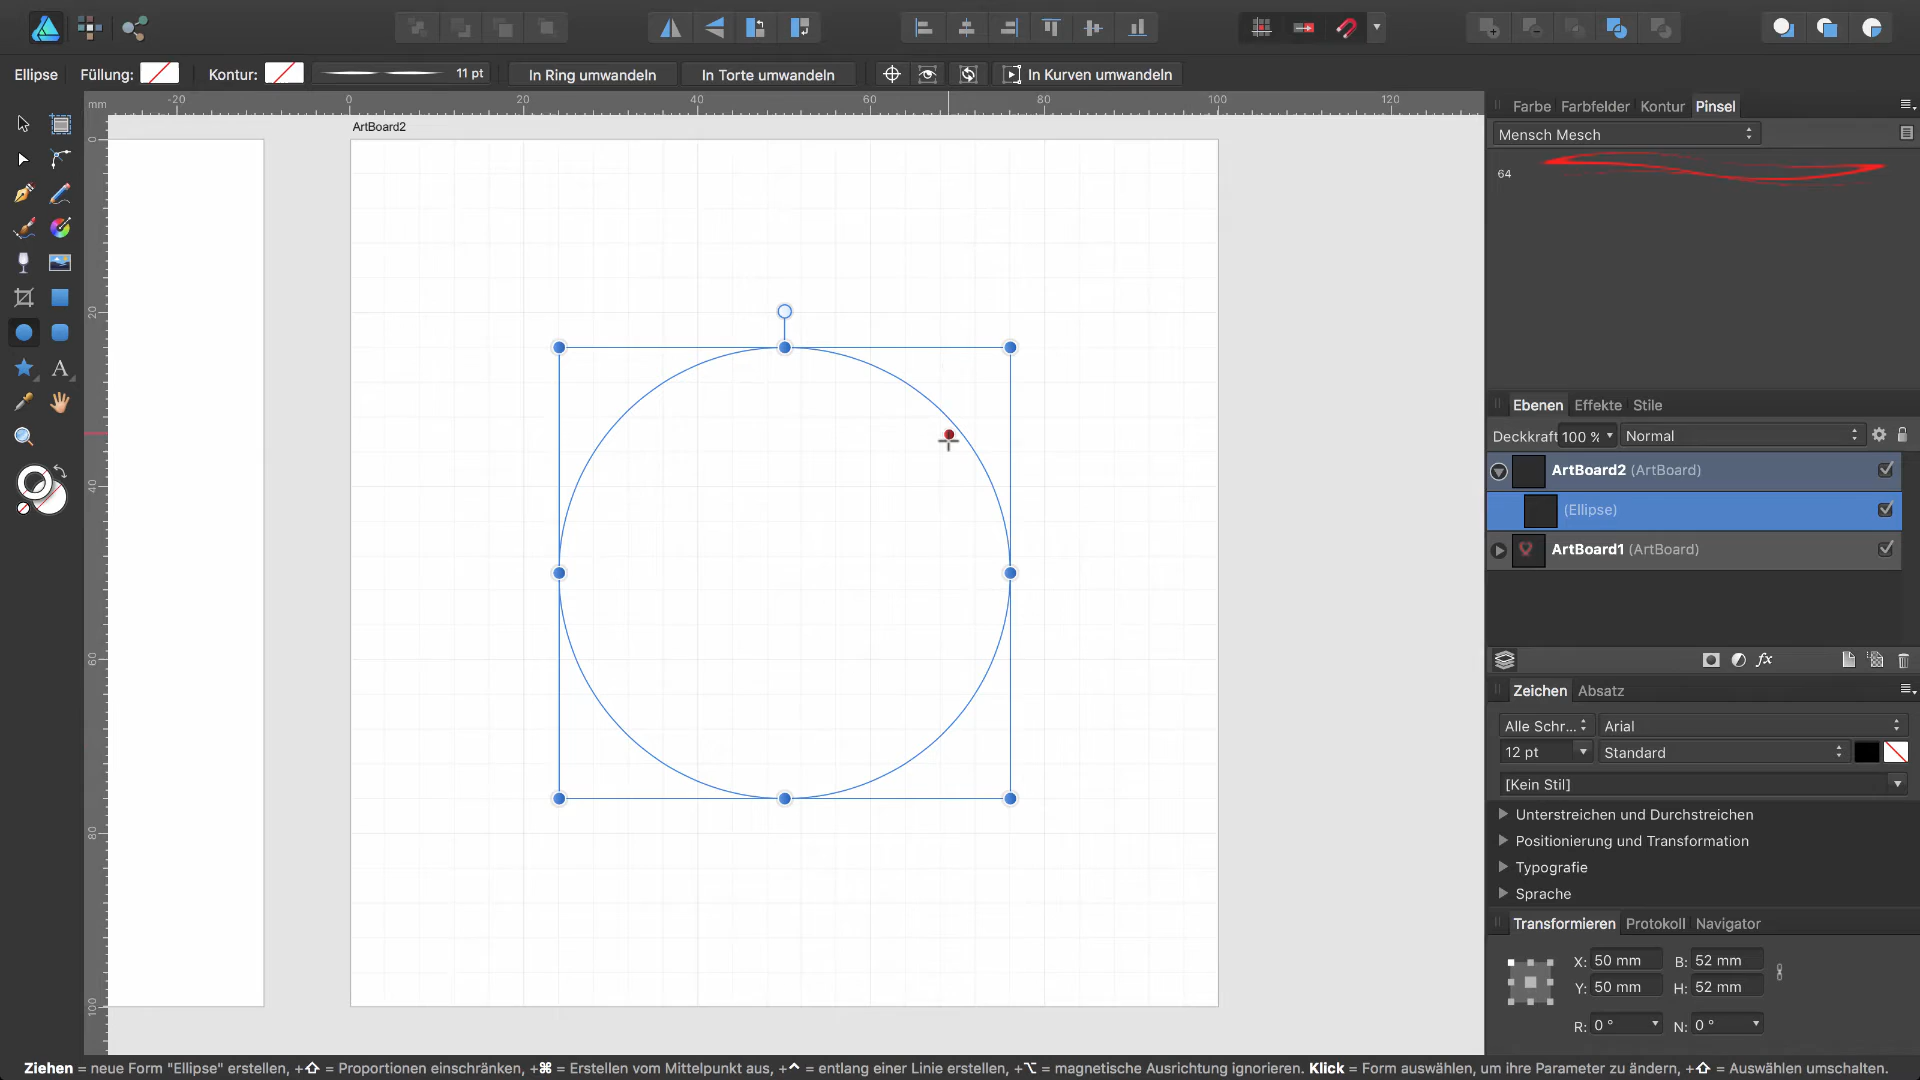 Ellipse Füllung: Kontur: 11 pt In Ring umwandeln In Torte umwandeln In Kurven umwandeln
mm -20 0 20 40 60 80 100 120
ArtBoard2
0
20
40
60
80
100
Farbe Farbfelder Kontur Pinsel
Mensch Mesch
64
Ebenen Effekte Stile
Deckkraft 100 % Normal
ArtBoard2 (ArtBoard)
(Ellipse)
ArtBoard1 (ArtBoard)
fx
Zeichen Absatz
Alle Schr... Arial
12 pt Standard
[Kein Stil]
Unterstreichen und Durchstreichen
Positionierung und Transformation
Typografie
Sprache
Transformieren Protokoll Navigator
X: 50 mm B: 52 mm
Y: 50 mm H: 52 mm
R: 0 ° N: 0 °
Ziehen = neue Form "Ellipse" erstellen, +⇧ = Proportionen einschränken, +⌘ = Erstellen vom Mittelpunkt aus, +^ = entlang einer Linie erstellen, +⌥ = magnetische Ausrichtung ignorieren. Klick = Form auswählen, um ihre Parameter zu ändern, +⇧ = Auswählen umschalten.